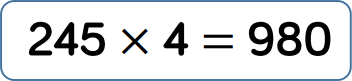 245 × 4 = 980